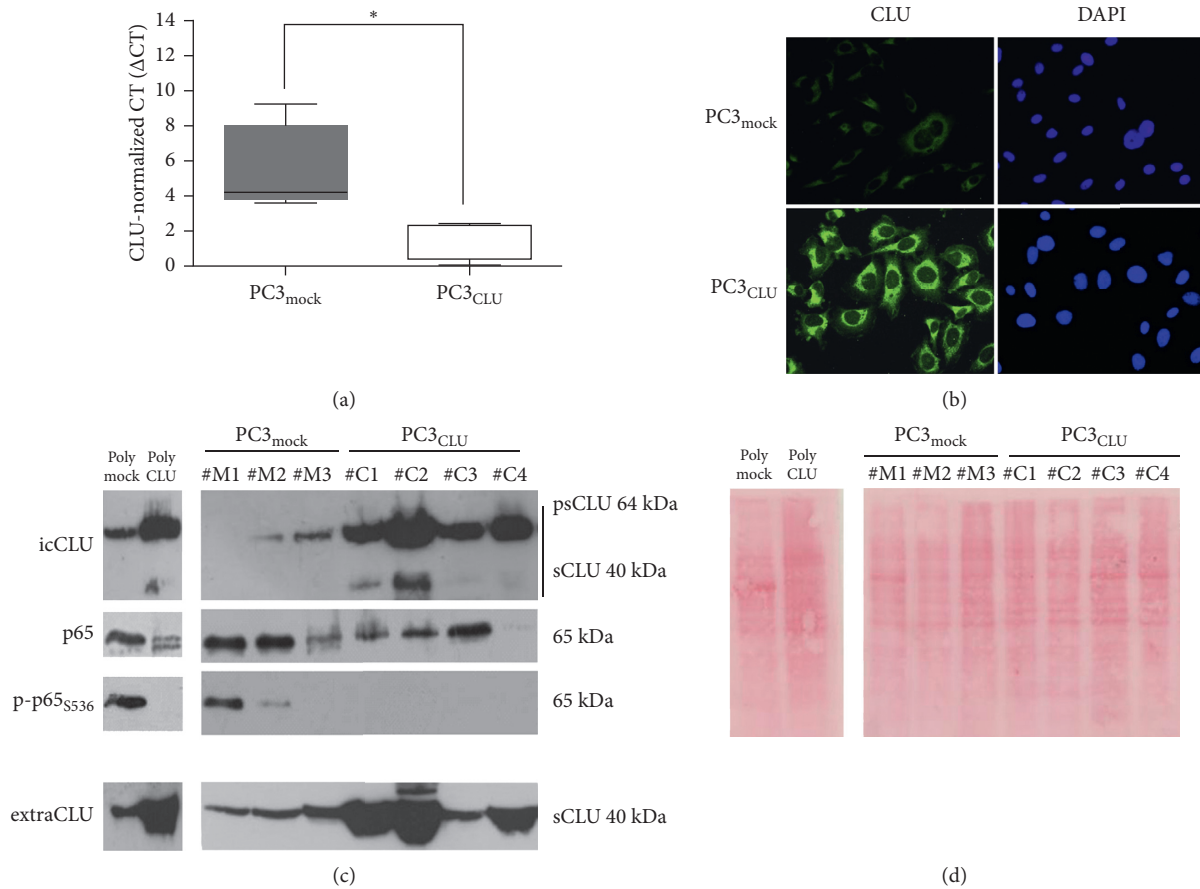 CLU-normalized CT (ΔCT)
14
12
10
8
6
4
2
0
*
PC3mock
PC3CLU
(a)
CLU
DAPI
PC3mock
PC3CLU
(b)
Poly mock
Poly CLU
PC3mock
PC3CLU
#M1 #M2 #M3 #C1 #C2 #C3 #C4
icCLU
psCLU 64 kDa
sCLU 40 kDa
p65
65 kDa
p-p65S536
65 kDa
extraCLU
sCLU 40 kDa
(c)
Poly mock
Poly CLU
PC3mock
PC3CLU
#M1 #M2 #M3 #C1 #C2 #C3 #C4
(d)